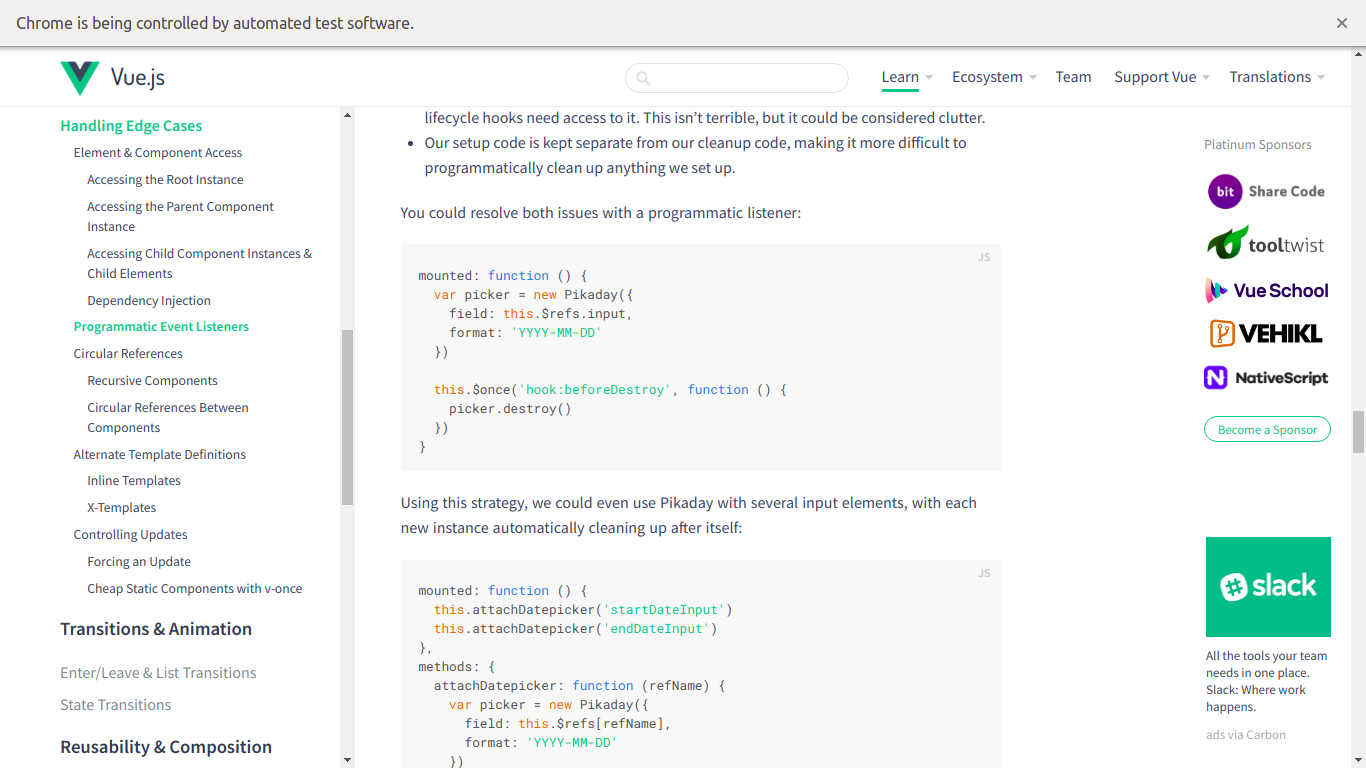 Chrome is being controlled by automated test software.
Vue.js
Learn
Ecosystem
Team
Support Vue
Translations
Handling Edge Cases
Element & Component Access
Accessing the Root Instance
Accessing the Parent Component
Instance
Accessing Child Component Instances &
Child Elements
Dependency Injection
Programmatic Event Listeners
Circular References
Recursive Components
Circular References Between
Components
Alternate Template Definitions
Inline Templates
X-Templates
Controlling Updates
Forcing an Update
Cheap Static Components with v-once
Transitions & Animation
Enter/Leave & List Transitions
State Transitions
Reusability & Composition
lifecycle hooks need access to it. This isn’t terrible, but it could be considered clutter.
• Our setup code is kept separate from our cleanup code, making it more difficult to
programmatically clean up anything we set up.
You could resolve both issues with a programmatic listener:
JS
mounted: function () {
  var picker = new Pikaday({
    field: this.$refs.input,
    format: 'YYYY-MM-DD'
  })

  this.$once('hook:beforeDestroy', function () {
    picker.destroy()
  })
}
Using this strategy, we could even use Pikaday with several input elements, with each
new instance automatically cleaning up after itself:
JS
mounted: function () {
  this.attachDatepicker('startDateInput')
  this.attachDatepicker('endDateInput')
},
methods: {
  attachDatepicker: function (refName) {
    var picker = new Pikaday({
      field: this.$refs[refName],
      format: 'YYYY-MM-DD'
    })
Platinum Sponsors
bit Share Code
tooltwist
Vue School
VEHIKL
NativeScript
Become a Sponsor
slack
All the tools your team
needs in one place.
Slack: Where work
happens.
ads via Carbon